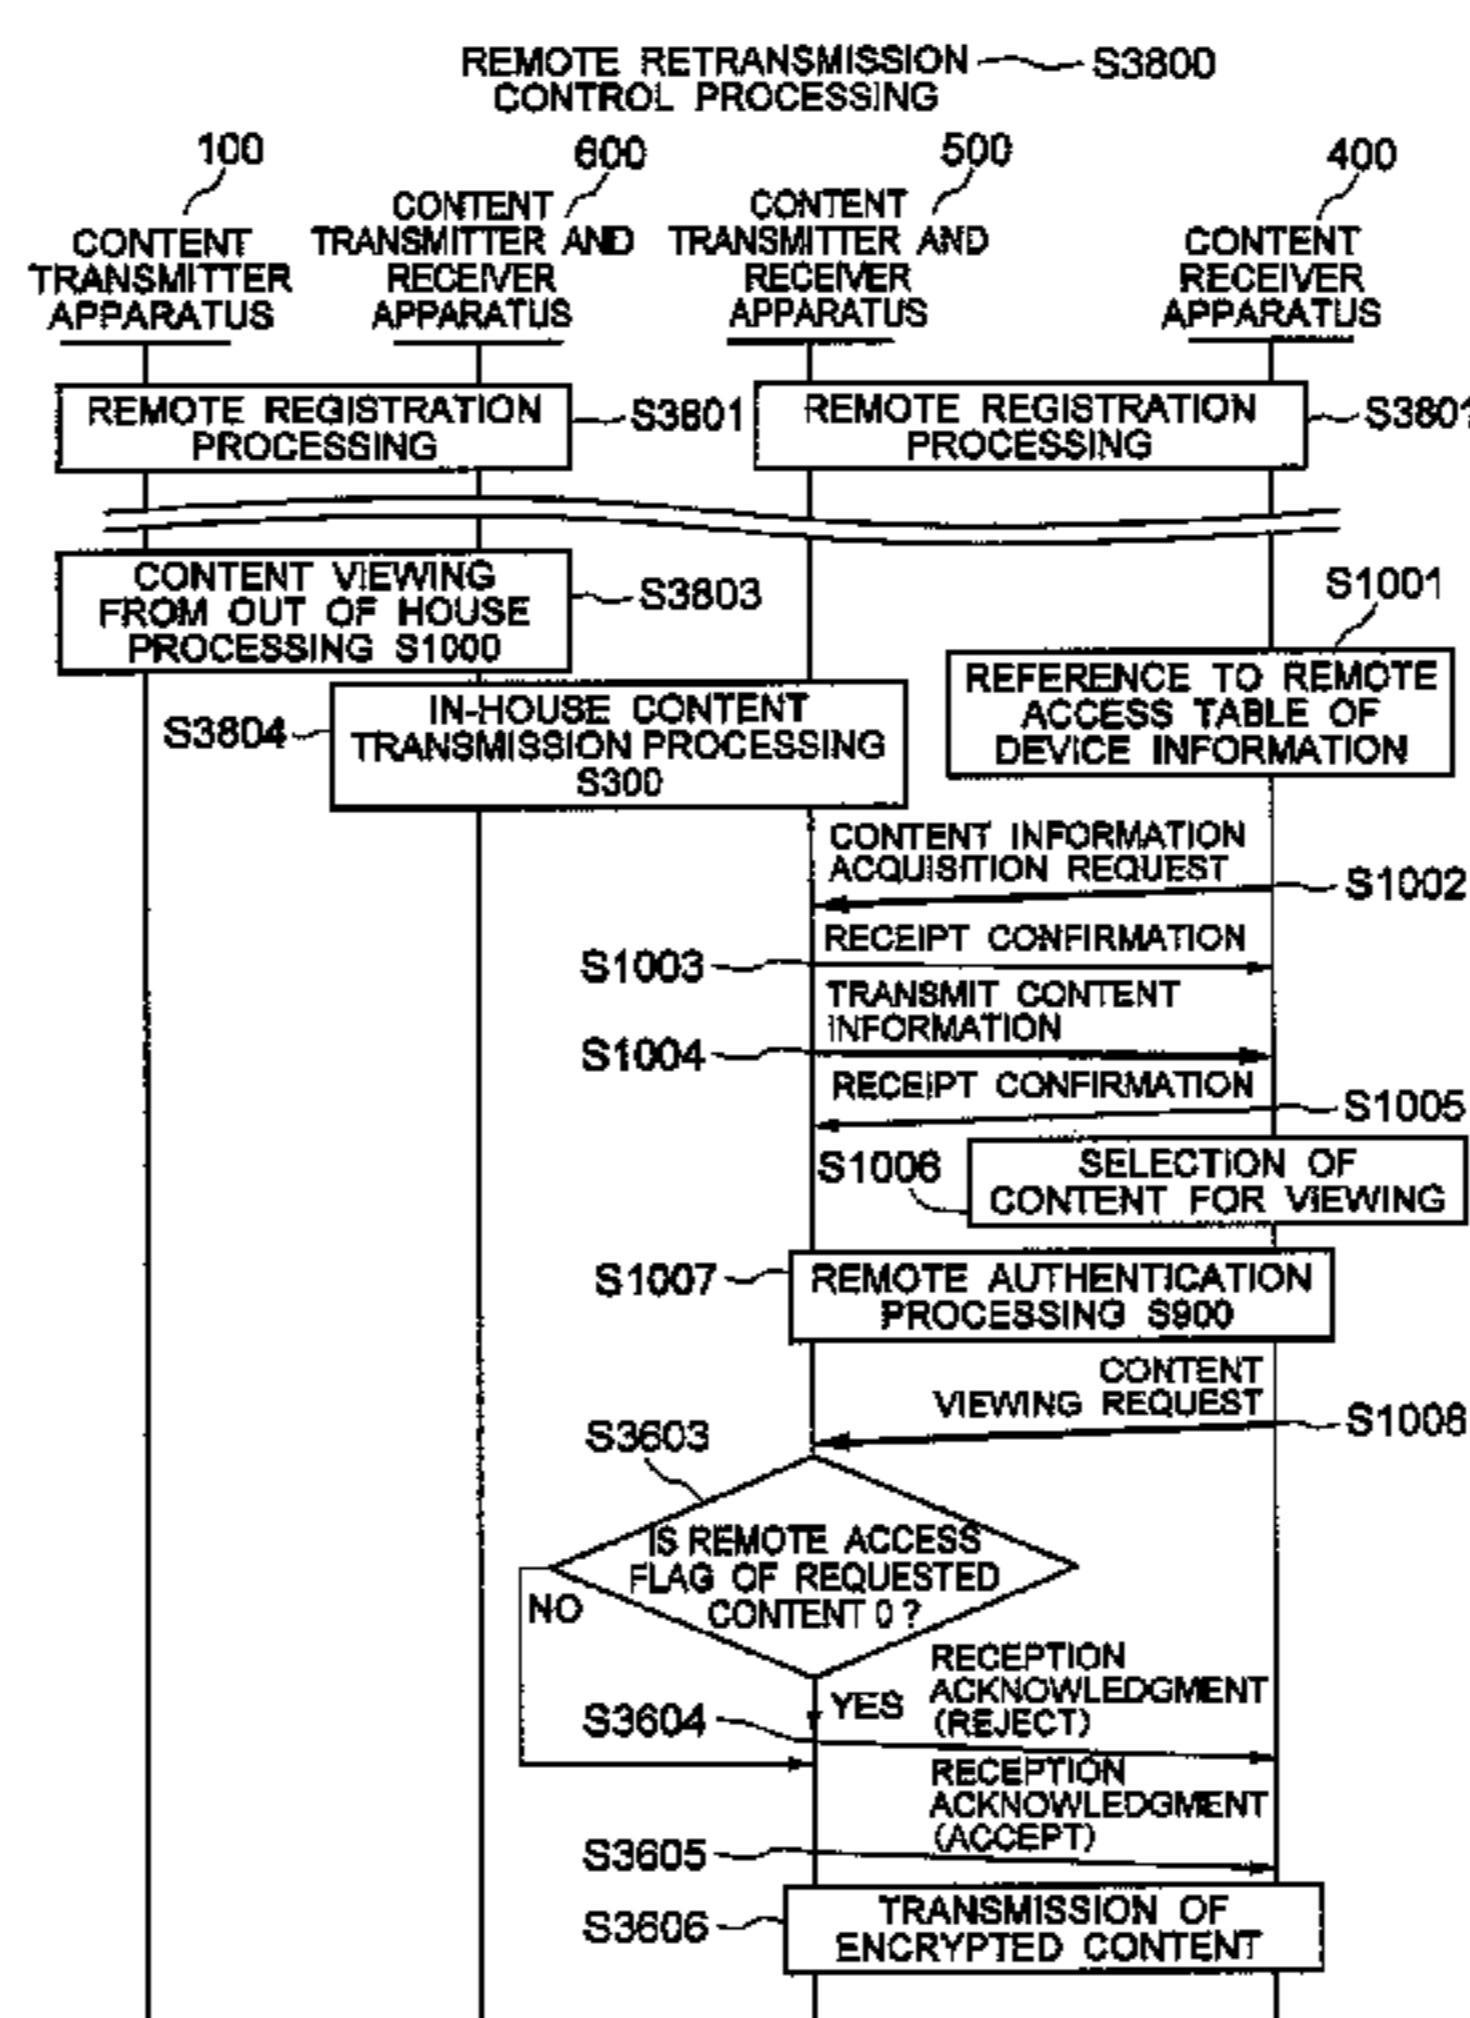 REMOTE RETRANSMISSION S3800
CONTROL PROCESSING
100
600
500
400
CONTENT
TRANSMITTER
APPARATUS
CONTENT
TRANSMITTER AND
RECEIVER
APPARATUS
CONTENT
TRANSMITTER AND
RECEIVER
APPARATUS
CONTENT
RECEIVER
APPARATUS
REMOTE REGISTRATION
PROCESSING
S3801
REMOTE REGISTRATION
PROCESSING
S380
CONTENT VIEWING
FROM OUT OF HOUSE
PROCESSING S1000
S3803
S1001
REFERENCE TO REMOTE
ACCESS TABLE OF
DEVICE INFORMATION
S3804
IN-HOUSE CONTENT
TRANSMISSION PROCESSING
S300
CONTENT INFORMATION
ACQUISITION REQUEST
S1002
RECEIPT CONFIRMATION
S1003
TRANSMIT CONTENT
INFORMATION
S1004
RECEIPT CONFIRMATION
S1005
S1006
SELECTION OF
CONTENT FOR VIEWING
S1007
REMOTE AUTHENTICATION
PROCESSING S900
CONTENT
VIEWING REQUEST
S1008
S3603
IS REMOTE ACCESS
FLAG OF REQUESTED
CONTENT 0 ?
NO
YES
RECEPTION
ACKNOWLEDGMENT
(REJECT)
S3604
RECEPTION
ACKNOWLEDGMENT
(ACCEPT)
S3605
S3606
TRANSMISSION OF
ENCRYPTED CONTENT